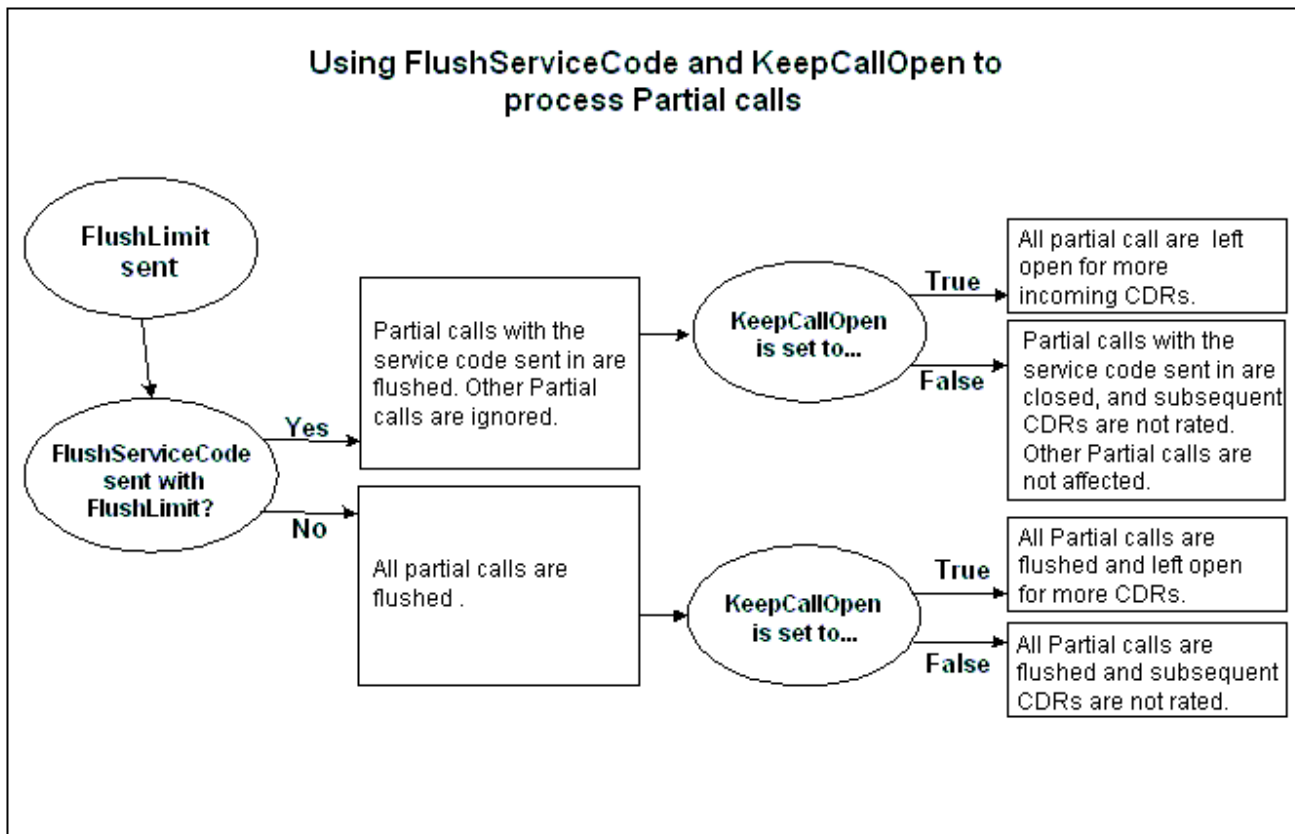 Using FlushServiceCode and KeepCallOpen to
process Partial calls
FlushLimit
sent
FlushServiceCode
sent with
FlushLimit?
Yes
No
Partial calls with the
service code sent in are
flushed. Other Partial
calls are ignored.
All partial calls are
flushed .
KeepCallOpen
is set to...
True
False
All partial call are left
open for more
incoming CDRs.
Partial calls with the
service code sent in are
closed, and subsequent
CDRs are not rated.
Other Partial calls are
not affected.
KeepCallOpen
is set to...
True
False
All Partial calls are
flushed and left open
for more CDRs.
All Partial calls are
flushed and subsequent
CDRs are not rated.